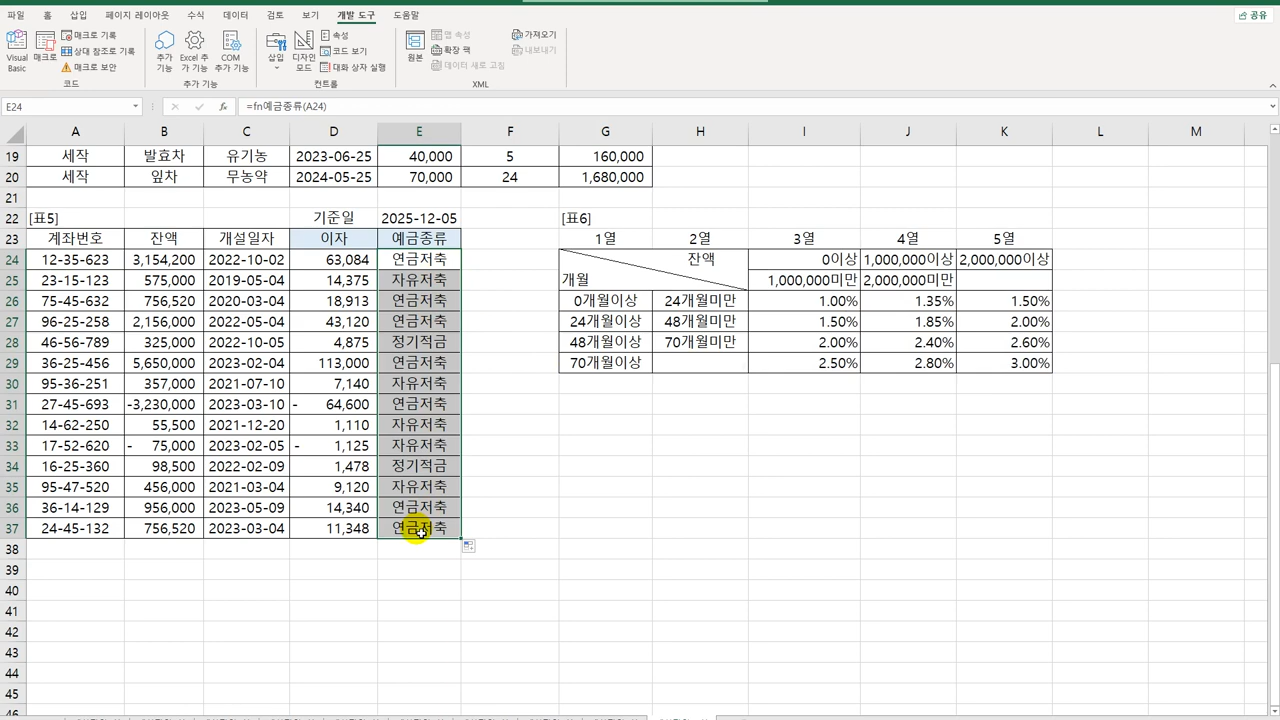 파일 홈 삽입 페이지 레이아웃 수식 데이터 검토 보기 개발 도구 도움말 공유
Visual Basic 매크로 매크로 기록 상대 참조로 기록 매크로 보안 추가 기능 Excel 추가 기능 COM 추가 기능 삽입 디자인 모드 속성 코드 보기 대화 상자 실행 원본 맵 속성 확장 팩 데이터 새로 고침 가져오기 내보내기
코드 추가 기능 컨트롤 XML
E24 fx =fn예금종류(A24)
A B C D E F G H I J K L M
19 세작 발효차 유기농 2023-06-25 40,000 5 160,000
20 세작 잎차 무농약 2024-05-25 70,000 24 1,680,000
21
22 [표5] 기준일 2025-12-05 [표6]
23 계좌번호 잔액 개설일자 이자 예금종류 1열 2열 3열 4열 5열
24 12-35-623 3,154,200 2022-10-02 63,084 연금저축 잔액 0이상 1,000,000이상 2,000,000이상
25 23-15-123 575,000 2019-05-04 14,375 자유저축 개월 1,000,000미만 2,000,000미만
26 75-45-632 756,520 2020-03-04 18,913 연금저축 0개월이상 24개월미만 1.00% 1.35% 1.50%
27 96-25-258 2,156,000 2022-05-04 43,120 연금저축 24개월이상 48개월미만 1.50% 1.85% 2.00%
28 46-56-789 325,000 2022-10-05 4,875 정기적금 48개월이상 70개월미만 2.00% 2.40% 2.60%
29 36-25-456 5,650,000 2023-02-04 113,000 연금저축 70개월이상 2.50% 2.80% 3.00%
30 95-36-251 357,000 2021-07-10 7,140 자유저축
31 27-45-693 -3,230,000 2023-03-10 - 64,600 연금저축
32 14-62-250 55,500 2021-12-20 1,110 자유저축
33 17-52-620 - 75,000 2023-02-05 - 1,125 자유저축
34 16-25-360 98,500 2022-02-09 1,478 정기적금
35 95-47-520 456,000 2021-03-04 9,120 자유저축
36 36-14-129 956,000 2023-05-09 14,340 연금저축
37 24-45-132 756,520 2023-03-04 11,348 연금저축
38
39
40
41
42
43
44
45
46